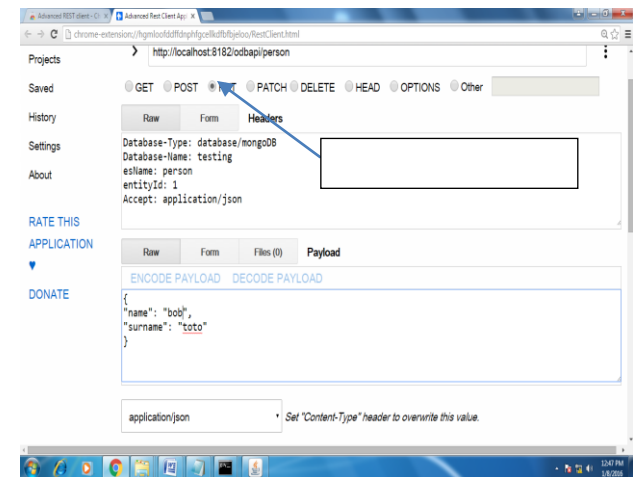 Advanced REST client - Ch
Advanced Rest Client App
chrome-extension://hgmloofddffdnphfgcellkdfbfbjeloo/RestClient.html
Projects
http://localhost:8182/odbapi/person
Saved
GET POST PATCH DELETE HEAD OPTIONS Other
History
Raw Form Headers
Settings
Database-Type: database/mongoDB
Database-Name: testing
esName: person
About
entityId: 1
Accept: application/json
RATE THIS
APPLICATION
♥
Raw Form Files (0) Payload
ENCODE PAYLOAD DECODE PAYLOAD
DONATE
{
"name": "bob",
"surname": "toto"
}
application/json Set "Content-Type" header to overwrite this value.
12:47 PM
1/8/2016